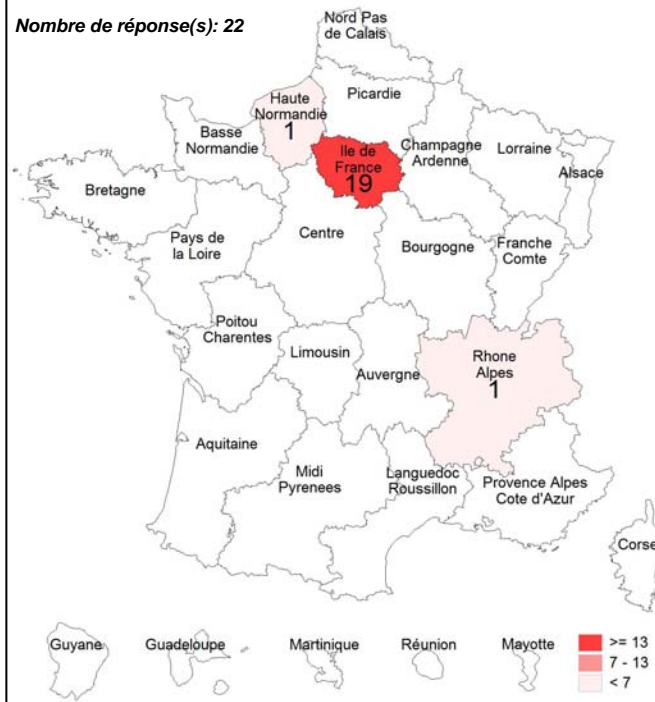 Nombre de réponse(s): 22
Nord Pas
de Calais
Haute
Normandie
1
Picardie
Basse
Normandie
Ile de
France
19
Champagne
Ardenne
Lorraine
Alsace
Bretagne
Pays de
la Loire
Centre
Bourgogne
Franche
Comte
Poitou
Charentes
Limousin
Auvergne
Rhone
Alpes
1
Aquitaine
Midi
Pyrenees
Languedoc
Roussillon
Provence Alpes
Cote d'Azur
Corse
Guyane
Guadeloupe
Martinique
Réunion
Mayotte
>= 13
7 - 13
< 7